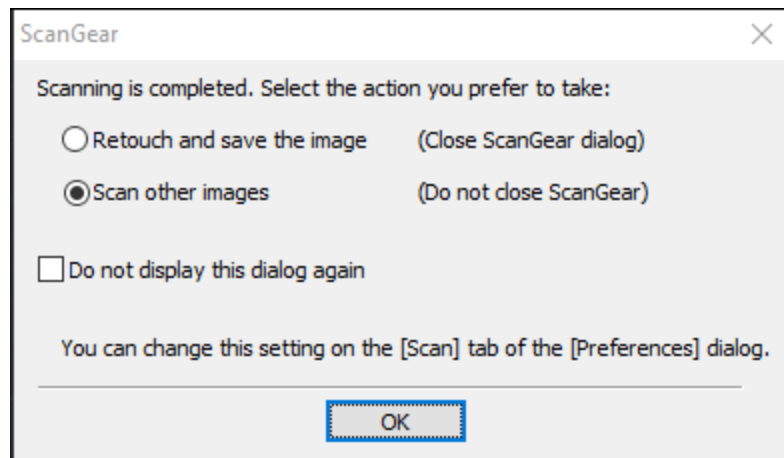 ScanGear
Scanning is completed. Select the action you prefer to take:
Retouch and save the image (Close ScanGear dialog)
Scan other images (Do not close ScanGear)
Do not display this dialog again
You can change this setting on the [Scan] tab of the [Preferences] dialog.
OK